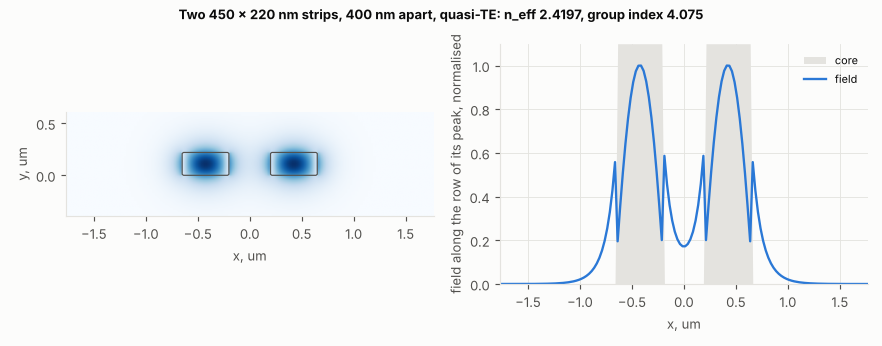 Two 450 × 220 nm strips, 400 nm apart, quasi-TE: n_eff 2.4197, group index 4.075
y, um
0.5
0.0
−1.5 −1.0 −0.5 0.0 0.5 1.0 1.5
x, um
field along the row of its peak, normalised
1.0
0.8
0.6
0.4
0.2
0.0
−1.5 −1.0 −0.5 0.0 0.5 1.0 1.5
x, um
core
field